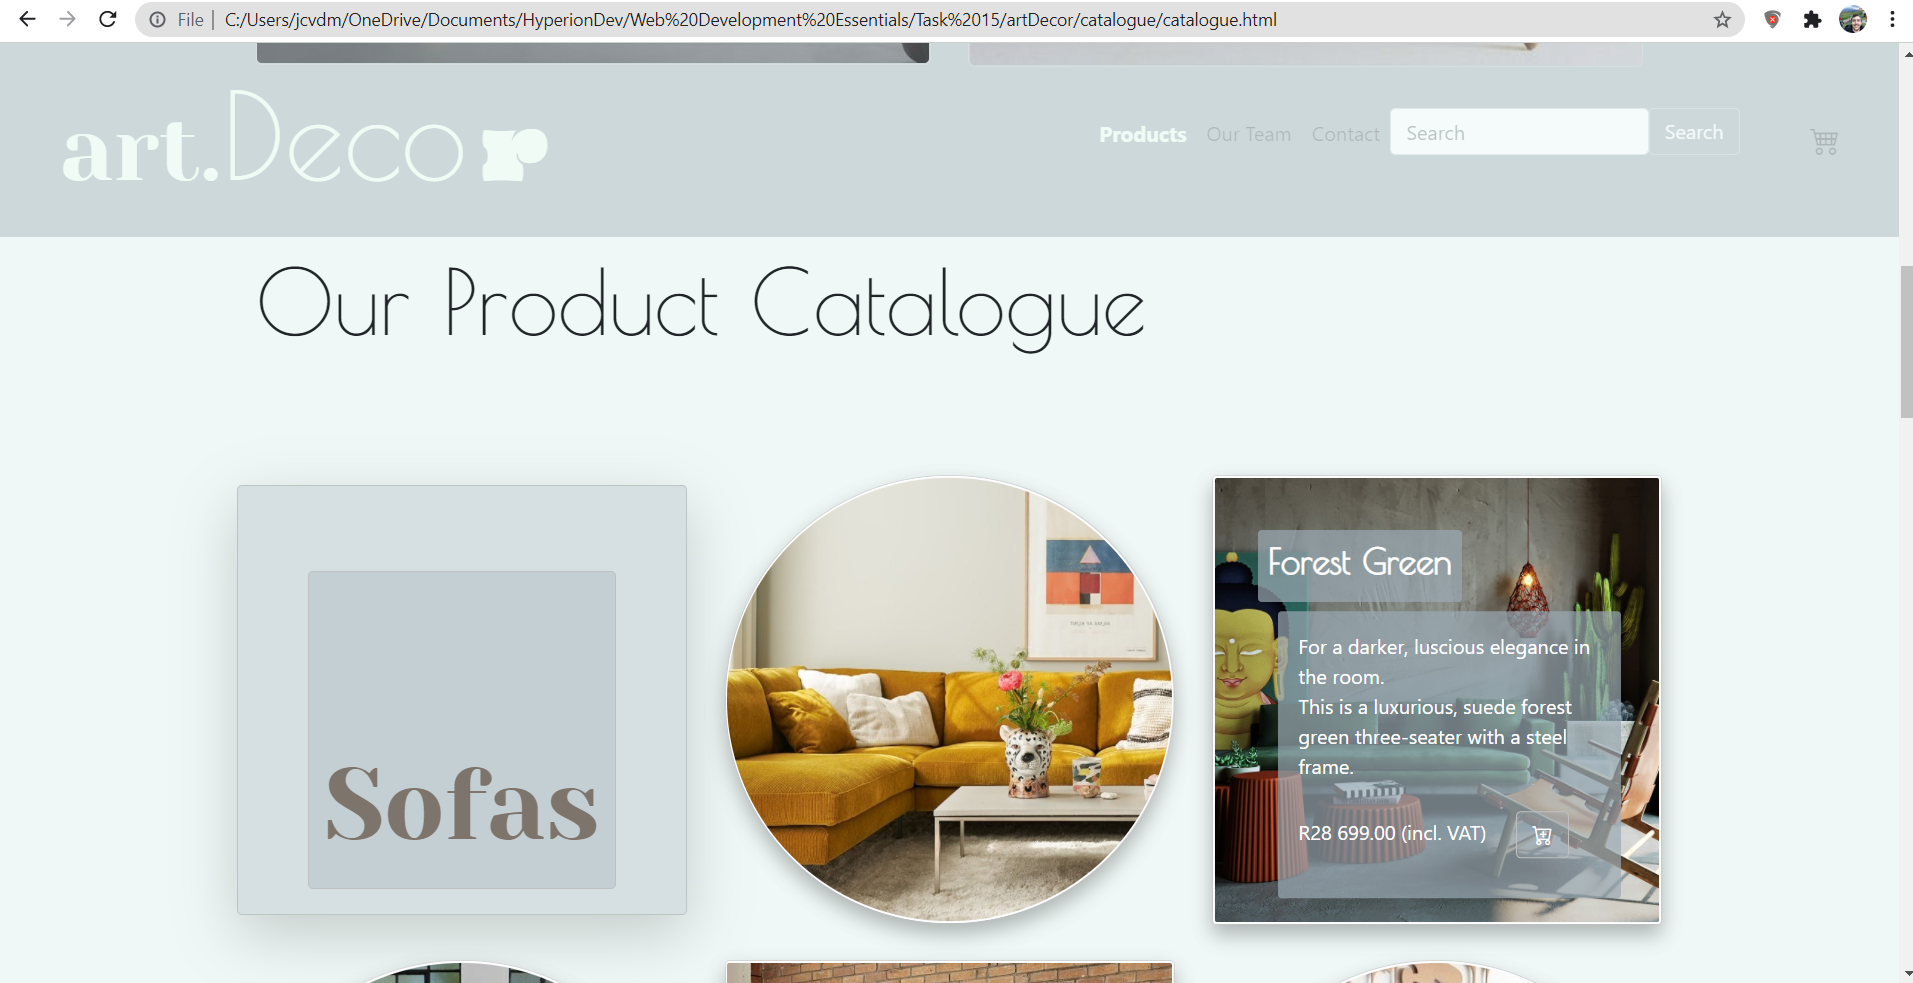 File | C:/Users/jcvdm/OneDrive/Documents/HyperionDev/Web%20Development%20Essentials/Task%2015/artDecor/catalogue/catalogue.html
art.Decor
Products Our Team Contact Search Search
Our Product Catalogue
Sofas
Forest Green
For a darker, luscious elegance in
the room.
This is a luxurious, suede forest
green three-seater with a steel
frame.
R28 699.00 (incl. VAT)